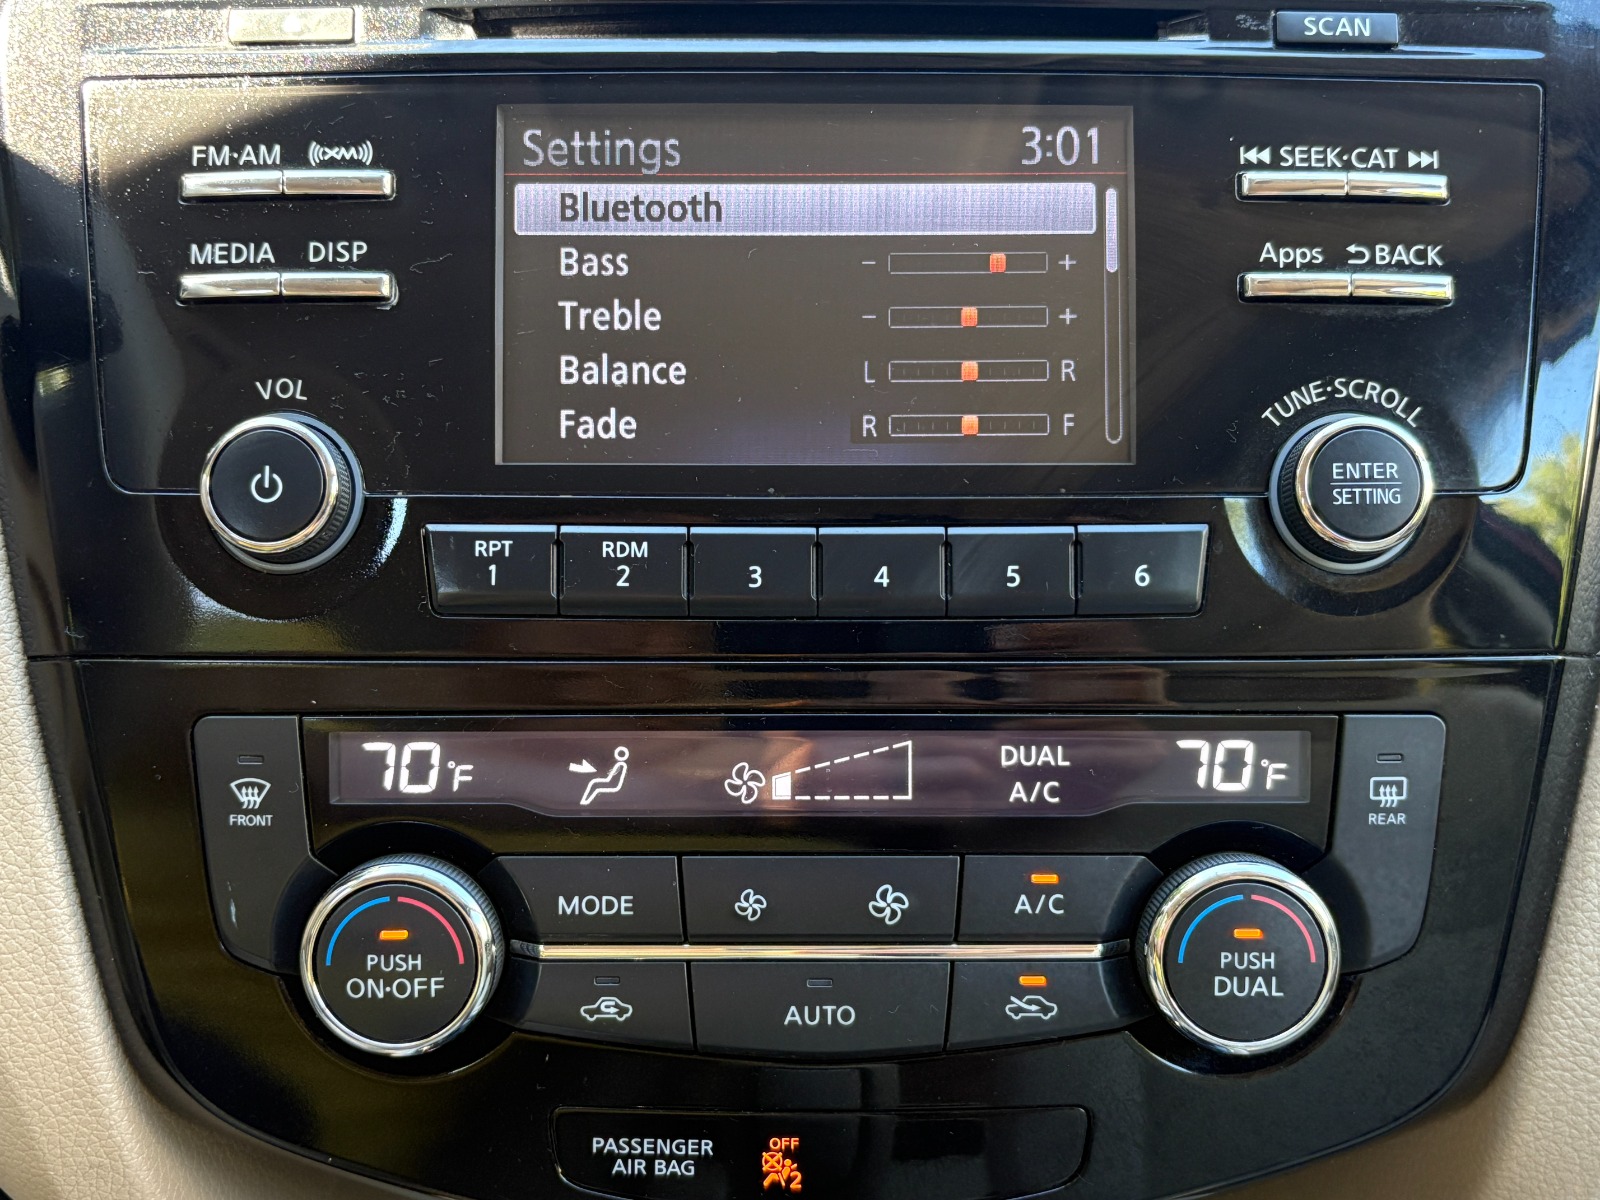 SCAN
FM·AM ((XM))
SEEK·CAT
MEDIA DISP
Apps BACK
VOL
TUNE·SCROLL
ENTER
SETTING
Settings 3:01
Bluetooth
Bass - +
Treble - +
Balance L R
Fade R F
RPT
1
RDM
2
3
4
5
6
FRONT
70°F
DUAL
A/C
70°F
REAR
PUSH
ON·OFF
MODE
A/C
AUTO
PUSH
DUAL
PASSENGER
AIR BAG
OFF
2